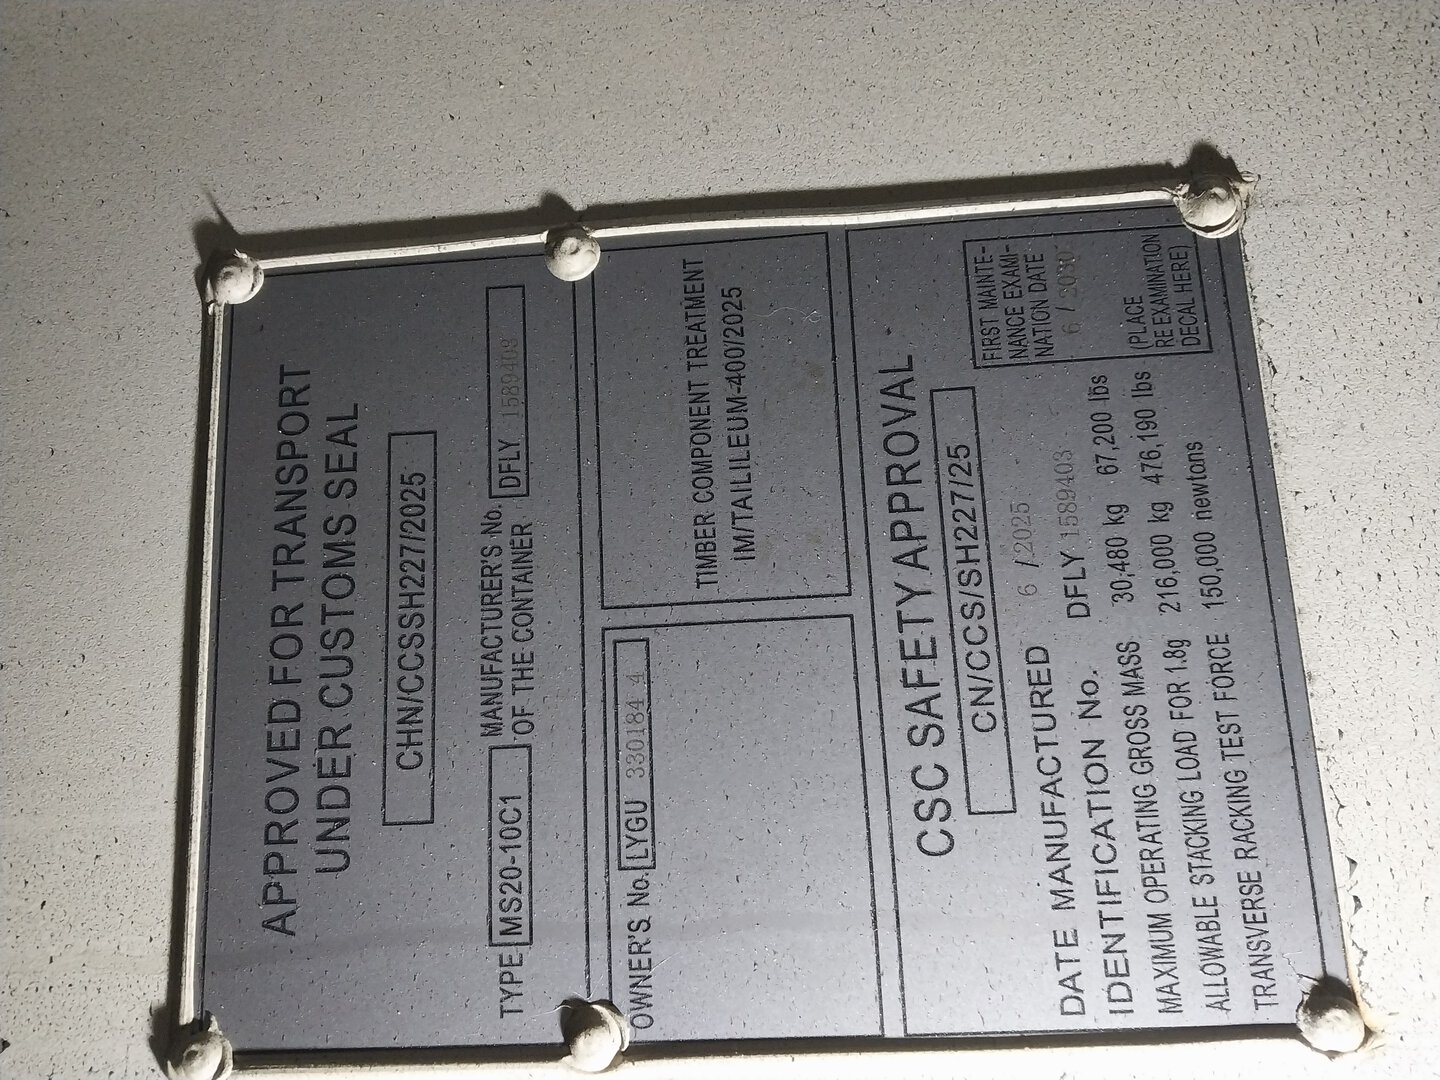 APPROVED FOR TRANSPORT
UNDER CUSTOMS SEAL
CHN/CCSSH227/2025
TYPE MS20-10C1 MANUFACTURER'S No.
OF THE CONTAINER DFLY 1589403
OWNER'S No. LYGU 330184 4
TIMBER COMPONENT TREATMENT
IM/TAILILEUM-400/2025
CSC SAFETY APPROVAL
CN/CCS/SH227/25
DATE MANUFACTURED 6 /2025
IDENTIFICATION No. DFLY 1589403
MAXIMUM OPERATING GROSS MASS 30,480 kg 67,200 lbs
ALLOWABLE STACKING LOAD FOR 1.8g 216,000 kg 476,190 lbs
TRANSVERSE RACKING TEST FORCE 150,000 newtons
FIRST MAINTE-
NANCE EXAMI-
NATION DATE
6 / 2030
(PLACE
RE EXAMINATION
DECAL HERE)